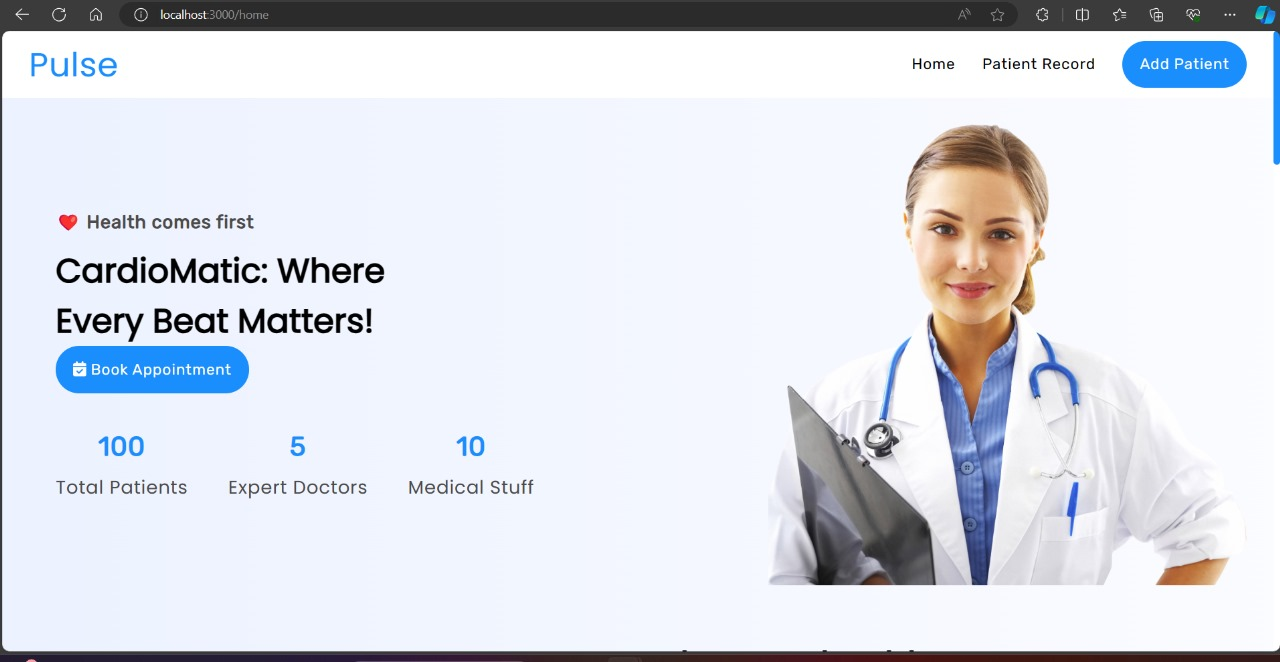 localhost:3000/home
Pulse
Home
Patient Record
Add Patient
Health comes first
CardioMatic: Where
Every Beat Matters!
Book Appointment
100
5
10
Total Patients
Expert Doctors
Medical Stuff